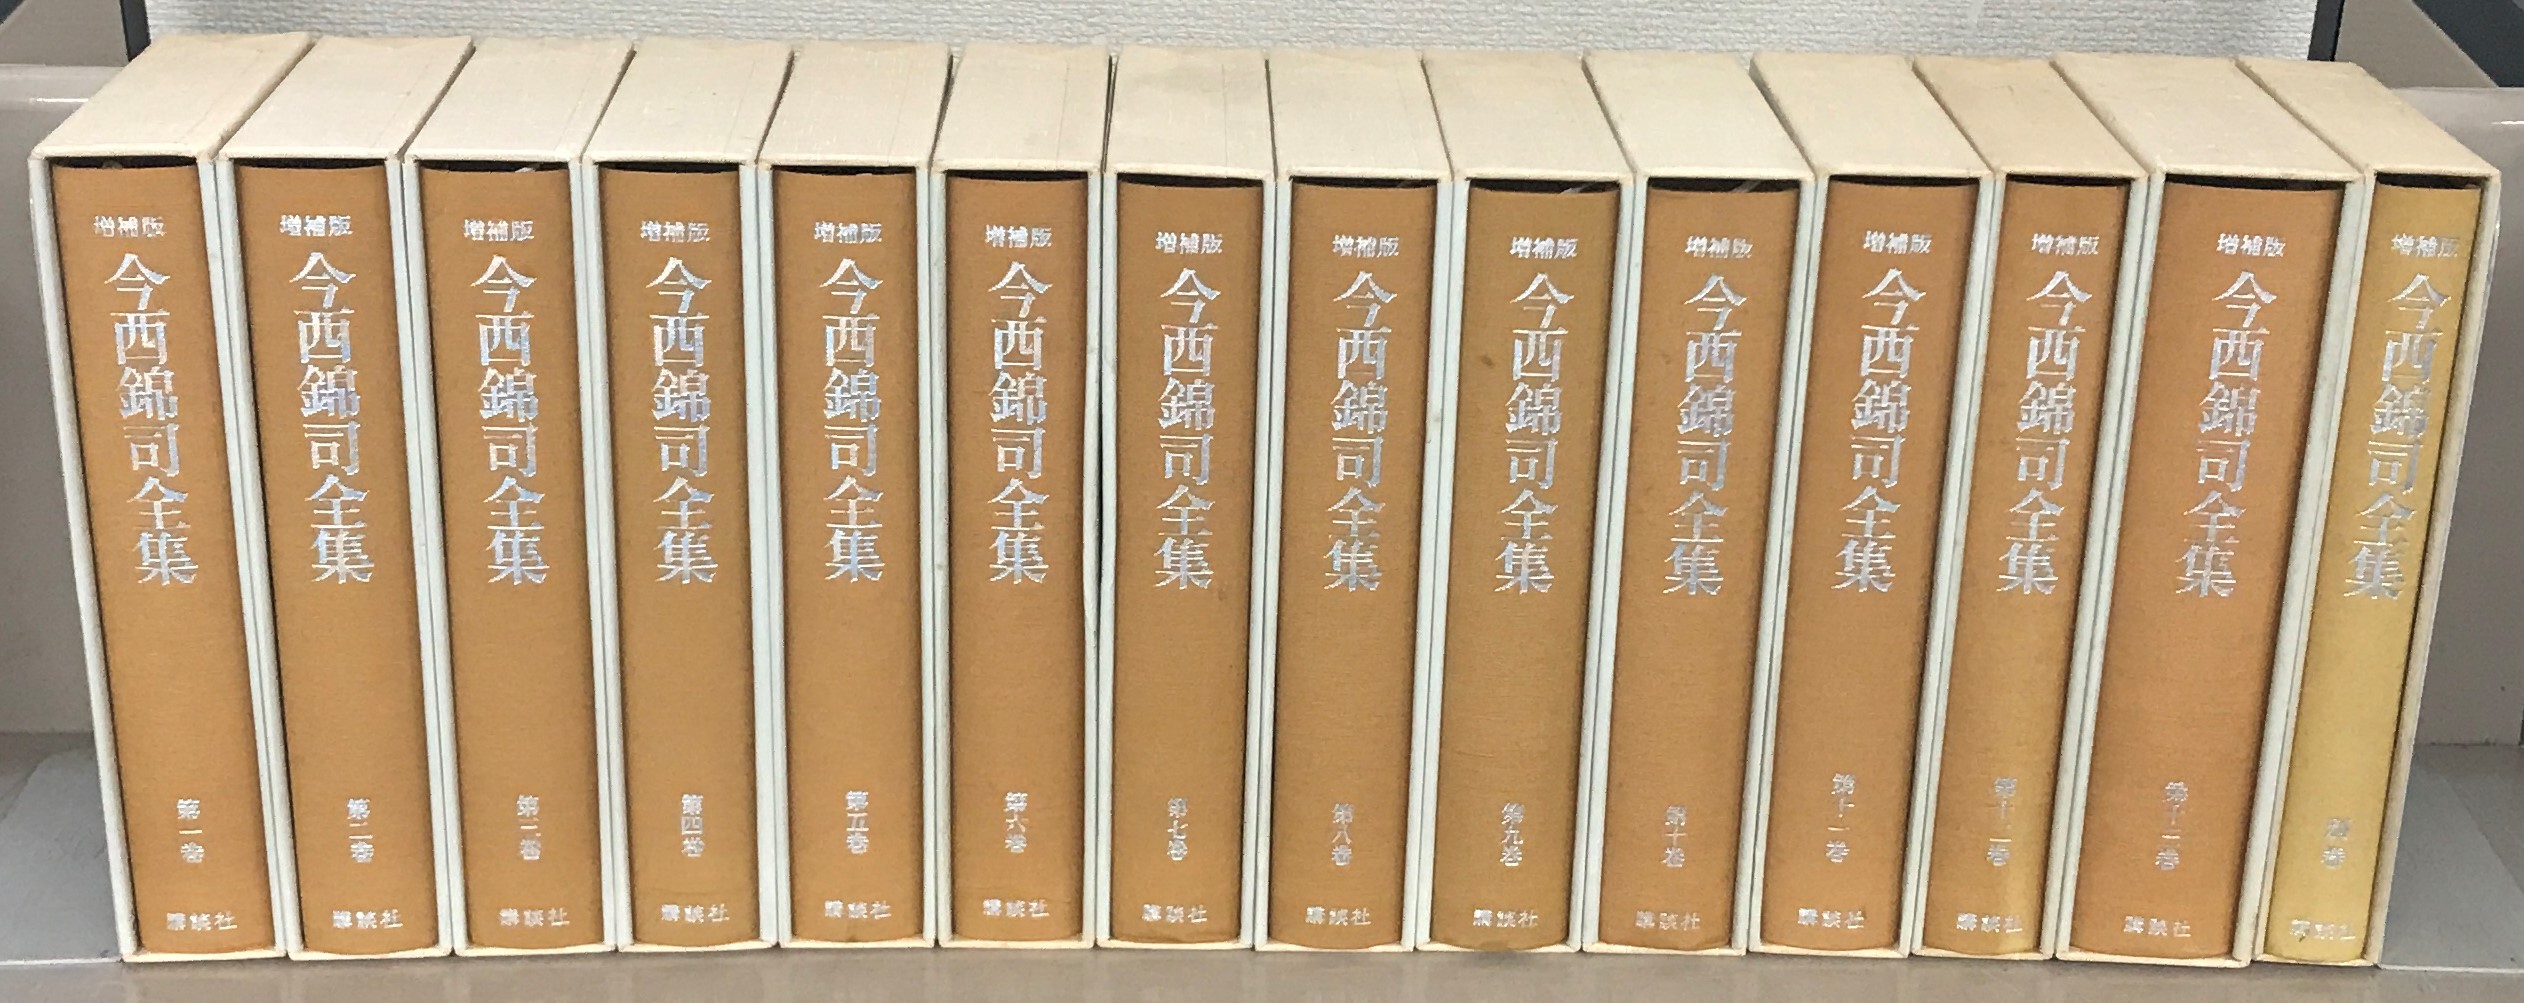 増補版
今西錦司全集
第一巻
講談社
増補版
今西錦司全集
第二巻
講談社
増補版
今西錦司全集
第三巻
講談社
増補版
今西錦司全集
第四巻
講談社
増補版
今西錦司全集
第五巻
講談社
増補版
今西錦司全集
第六巻
講談社
増補版
今西錦司全集
第七巻
講談社
増補版
今西錦司全集
第八巻
講談社
増補版
今西錦司全集
第九巻
講談社
増補版
今西錦司全集
第十巻
講談社
増補版
今西錦司全集
第十一巻
講談社
増補版
今西錦司全集
第十二巻
講談社
増補版
今西錦司全集
第十三巻
講談社
増補版
今西錦司全集
別巻
講談社